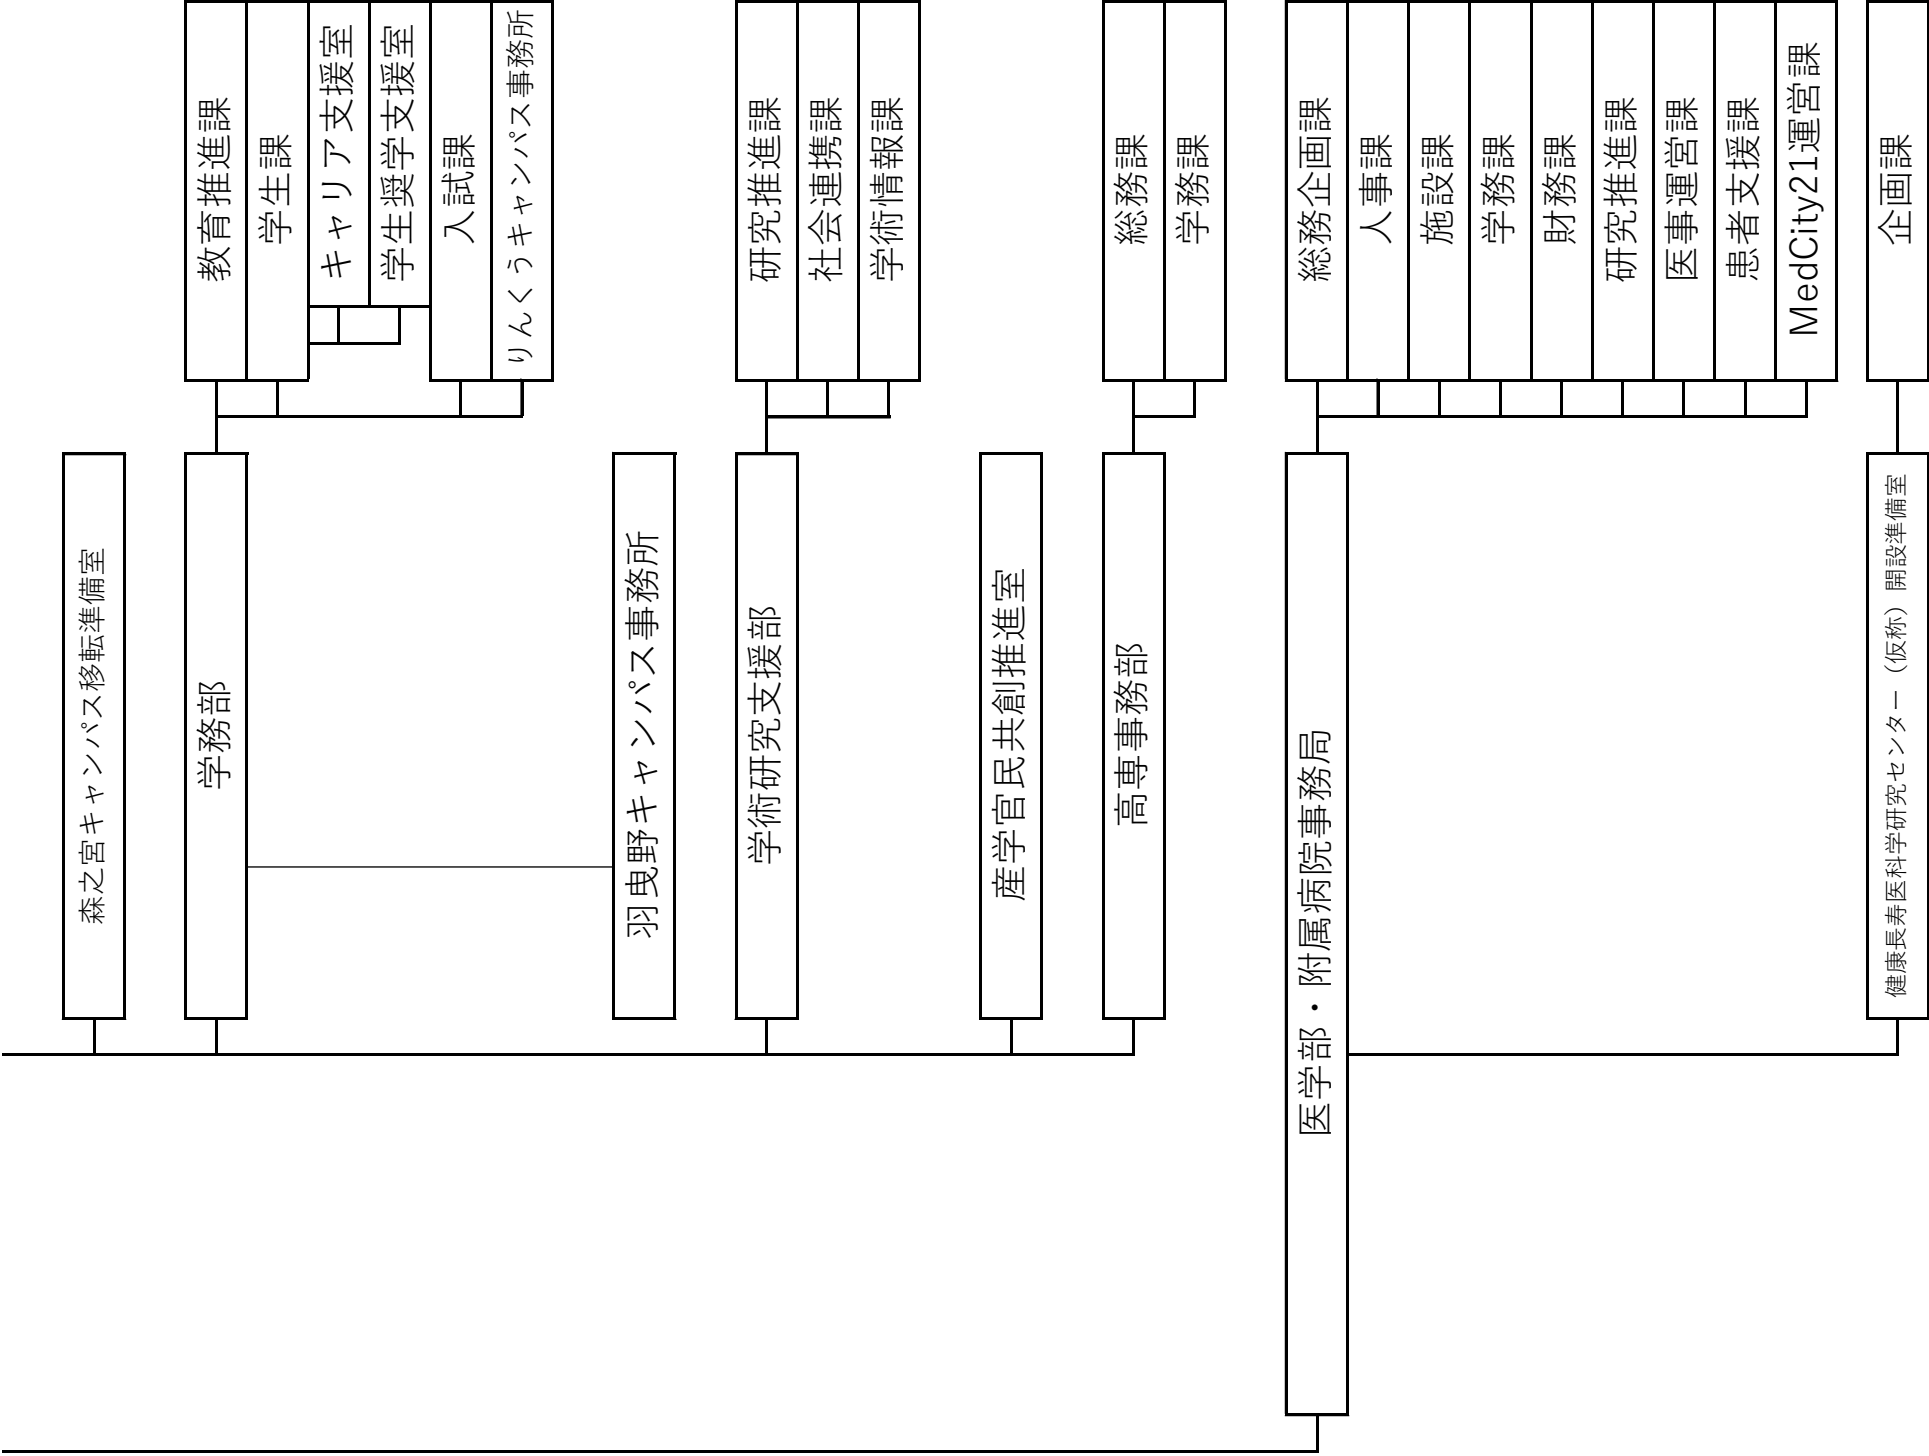 森之宮キャンパス移転準備室
学務部
教育推進課
学生課
キャリア支援室
学生奨学支援室
入試課
りんくうキャンパス事務所
羽曳野キャンパス事務所
学術研究支援部
研究推進課
社会連携課
学術情報課
産学官民共創推進室
高専事務部
総務課
学務課
医学部・附属病院事務局
総務企画課
人事課
施設課
学務課
財務課
研究推進課
医事運営課
患者支援課
MedCity21運営課
健康長寿医科学研究センター（仮称）開設準備室
企画課